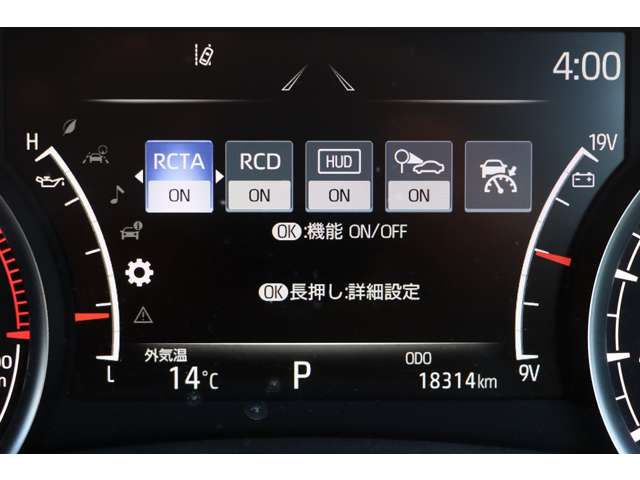 4:00
H
19V
RCTA
RCD
HUD
ON
ON
ON
ON
OK:機能 ON/OFF
OK長押し:詳細設定
外気温
ODO
L
14℃
P
18314km
9V